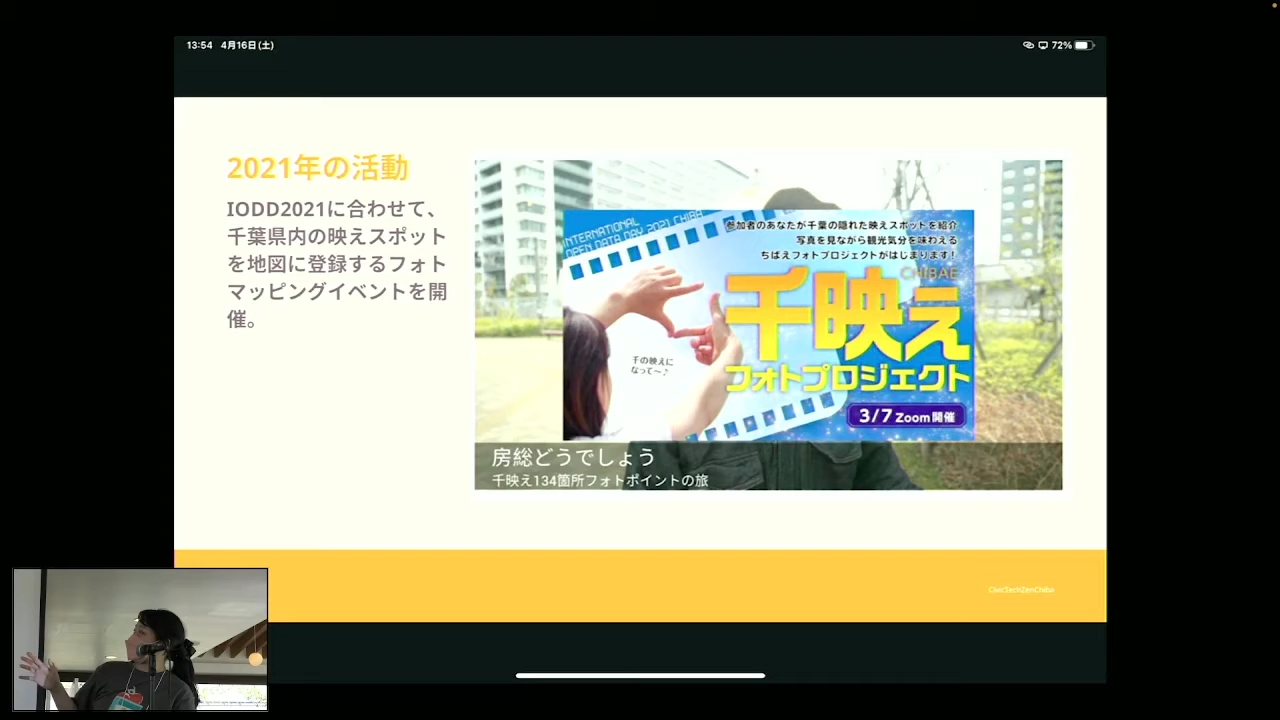 13:54 4月16日(土)
72%
2021年の活動
IODD2021に合わせて、
千葉県内の映えスポット
を地図に登録するフォト
マッピングイベントを開
催。
INTERNATIONAL
OPEN DATA DAY 2021 CHIBA
参加者のあなたが千葉の隠れた映えスポットを紹介
写真を見ながら観光気分を味わえる
ちばえフォトプロジェクトがはじまります!
CHIBAE
千映え
フォトプロジェクト
千の映えに
なって〜♪
3/7 Zoom開催
房総どうでしょう
千映え134箇所フォトポイントの旅
CivicTechZenChiba